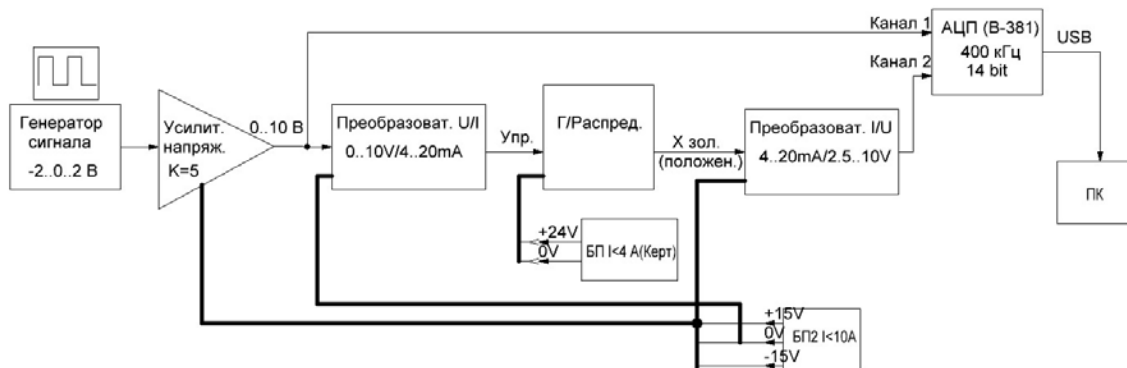 Генератор
сигнала
-2..0..2 В
Усилит.
напряж.
K=5
0..10 В
Преобразоват. U/I
0..10V/4..20mA
Упр.
Г/Распред.
Х зол.
(положен.)
Преобразоват. I/U
4..20mA/2.5..10V
Канал 1
Канал 2
АЦП (В-381)
400 кГц
14 bit
USB
ПК
+24V
0V
БП I<4 А(Керт)
+15V
0V
-15V
БП2 I<10А